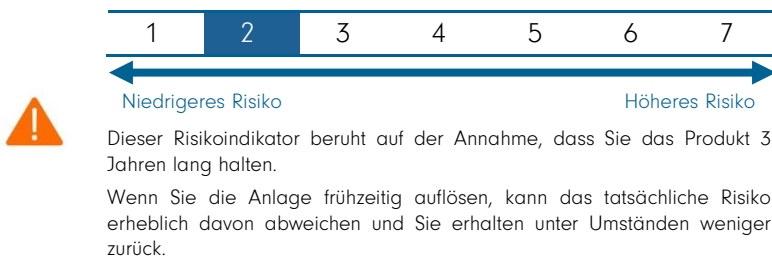 1 2 3 4 5 6 7
Niedrigeres Risiko Höheres Risiko
Dieser Risikoindikator beruht auf der Annahme, dass Sie das Produkt 3
Jahren lang halten.
Wenn Sie die Anlage frühzeitig auflösen, kann das tatsächliche Risiko
erheblich davon abweichen und Sie erhalten unter Umständen weniger
zurück.